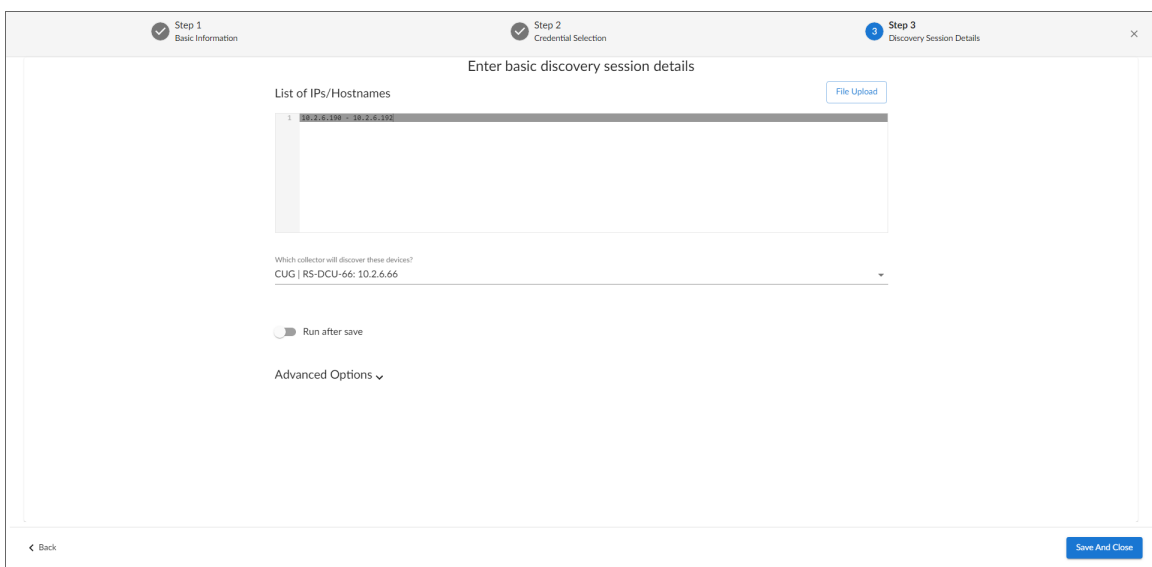 Step 1
Basic Information
Step 2
Credential Selection
3
Step 3
Discovery Session Details
Enter basic discovery session details
List of IPs/Hostnames
File Upload
1 10.2.6.190 - 10.2.6.192
Which collector will discover these devices?
CUG | RS-DCU-66: 10.2.6.66
Run after save
Advanced Options
Back
Save And Close